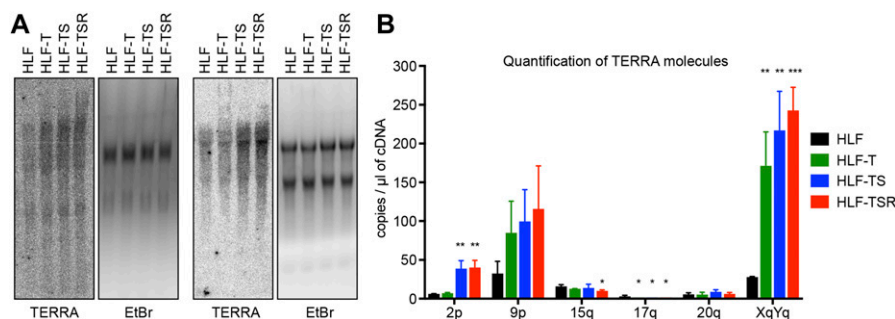 A
HLF
HLF-T
HLF-TS
HLF-TSR
HLF
HLF-T
HLF-TS
HLF-TSR
HLF
HLF-T
HLF-TS
HLF-TSR
HLF
HLF-T
HLF-TS
HLF-TSR
TERRA
EtBr
TERRA
EtBr
B
Quantification of TERRA molecules
copies / µl of cDNA
300
250
200
150
100
50
0
** **
*
* * *
** ** ***
2p
9p
15q
17q
20q
XqYq
HLF
HLF-T
HLF-TS
HLF-TSR